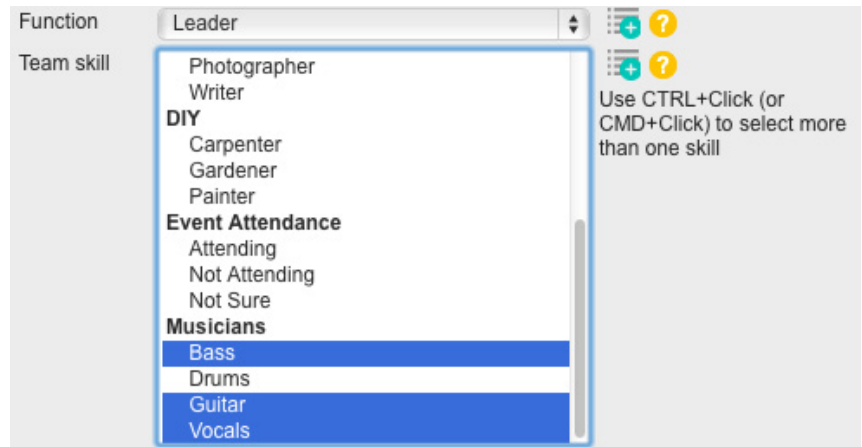 Function
Leader
?
Team skill
Photographer
Writer
DIY
Carpenter
Gardener
Painter
Event Attendance
Attending
Not Attending
Not Sure
Musicians
Bass
Drums
Guitar
Vocals
?
Use CTRL+Click (or
CMD+Click) to select more
than one skill